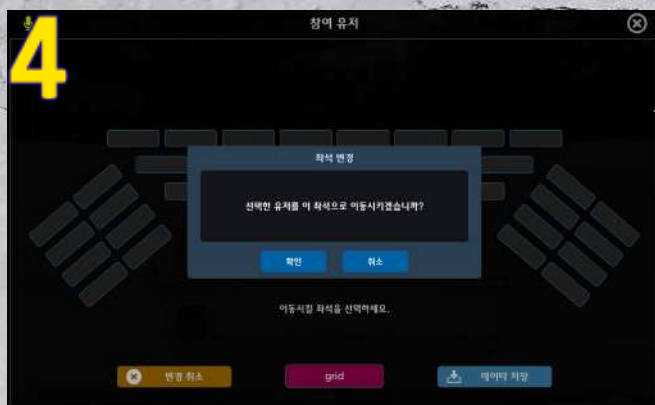 4
참여 유저
좌석 변경
선택한 유저를 이 좌석으로 이동시키겠습니까?
확인
취소
이동시킬 좌석을 선택하세요.
변경 취소
grid
데이타 저장